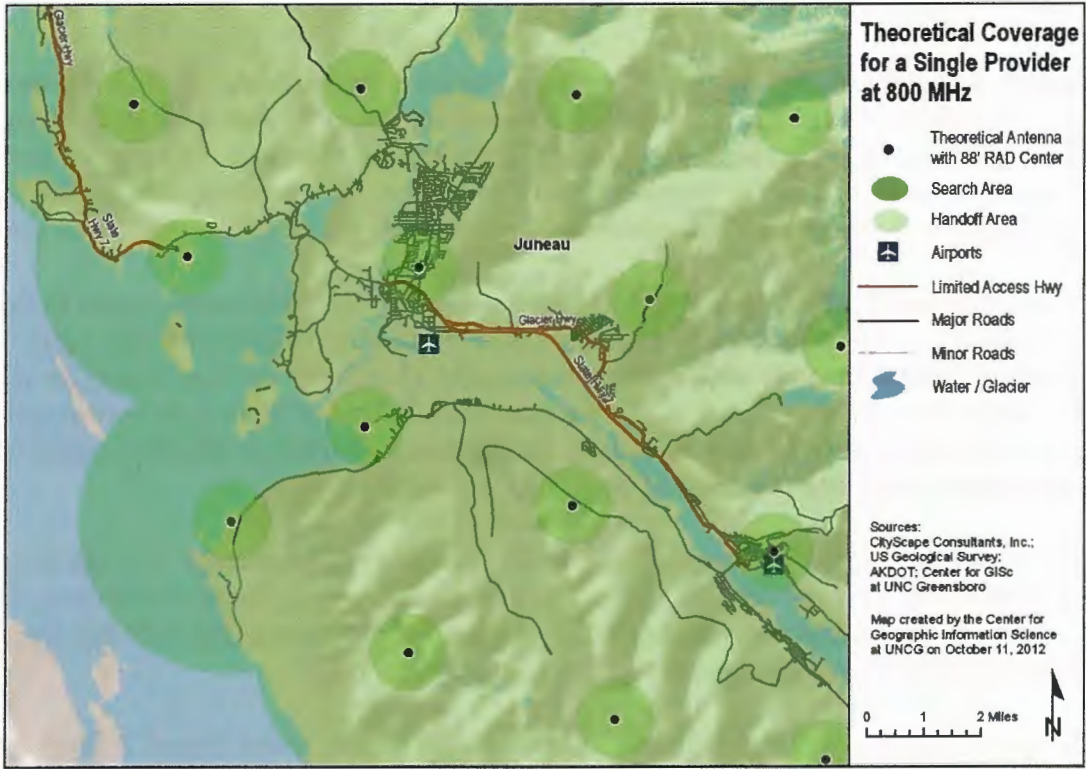 Glacier Hwy
State
Hwy 7
Juneau
Glacier Hwy
Theoretical Coverage
for a Single Provider
at 800 MHz
Theoretical Antenna
with 88' RAD Center
Search Area
Handoff Area
Airports
Limited Access Hwy
Major Roads
Minor Roads
Water / Glacier
Sources:
CityScape Consultants, Inc.;
US Geological Survey;
AKDOT; Center for GISc
at UNC Greensboro
Map created by the Center for
Geographic Information Science
at UNCG on October 11, 2012
0 1 2 Miles
N